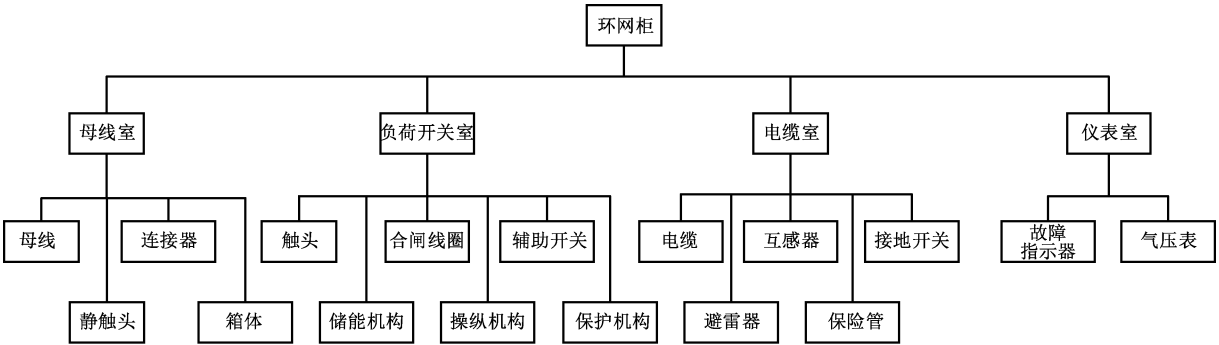 环网柜
母线室
负荷开关室
电缆室
仪表室
母线
连接器
触头
合闸线圈
辅助开关
电缆
互感器
接地开关
故障
指示器
气压表
静触头
箱体
储能机构
操纵机构
保护机构
避雷器
保险管